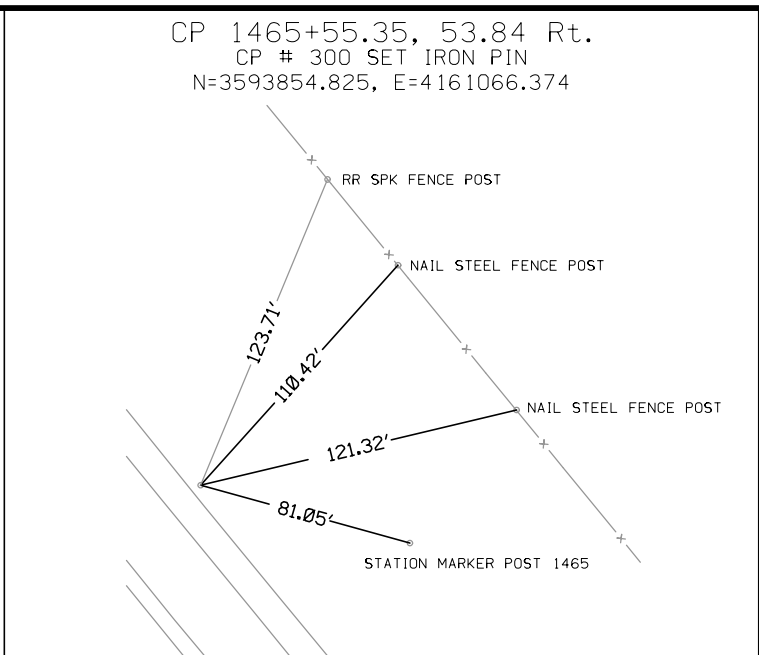 CP 1465+55.35, 53.84 Rt.
CP # 300 SET IRON PIN
N=3593854.825, E=4161066.374
RR SPK FENCE POST
NAIL STEEL FENCE POST
123.71'
110.42'
NAIL STEEL FENCE POST
121.32'
81.05'
STATION MARKER POST 1465